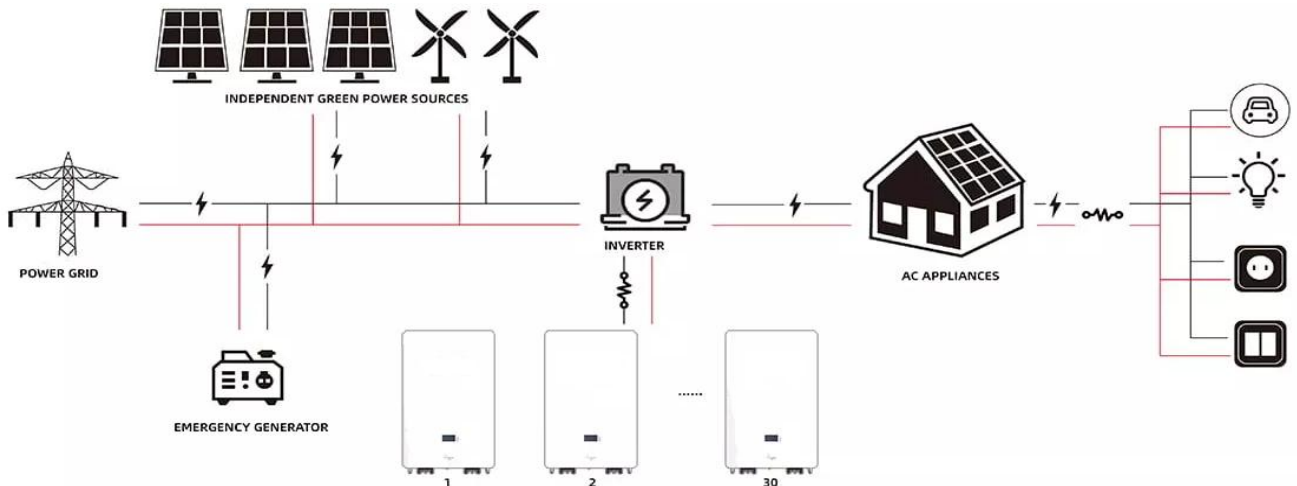 INDEPENDENT GREEN POWER SOURCES
POWER GRID
INVERTER
AC APPLIANCES
EMERGENCY GENERATOR
......
1
2
30